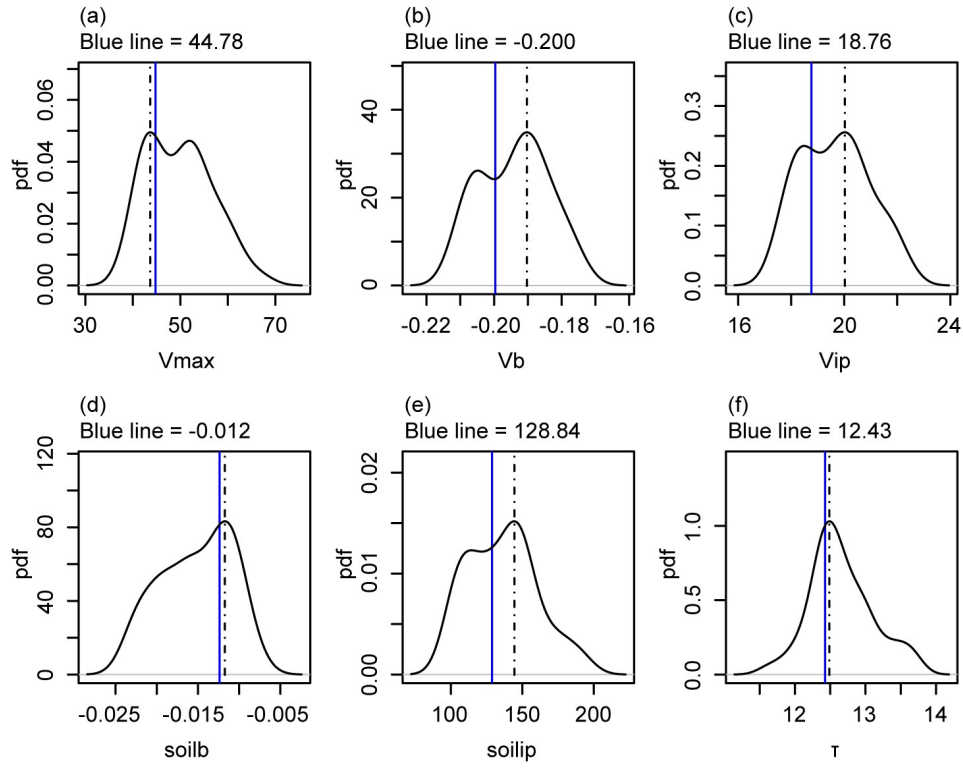 (a)
Blue line = 44.78
(b)
Blue line = -0.200
(c)
Blue line = 18.76
pdf
0.00
0.02
0.04
0.06
30
50
70
Vmax
pdf
0
20
40
-0.22
-0.20
-0.18
-0.16
Vb
pdf
0.0
0.1
0.2
0.3
16
18
20
22
24
Vip
(d)
Blue line = -0.012
(e)
Blue line = 128.84
(f)
Blue line = 12.43
pdf
0
40
80
120
-0.025
-0.015
-0.005
soilb
pdf
0.00
0.01
0.02
100
150
200
soilip
pdf
0.0
0.5
1.0
12
13
14
τ